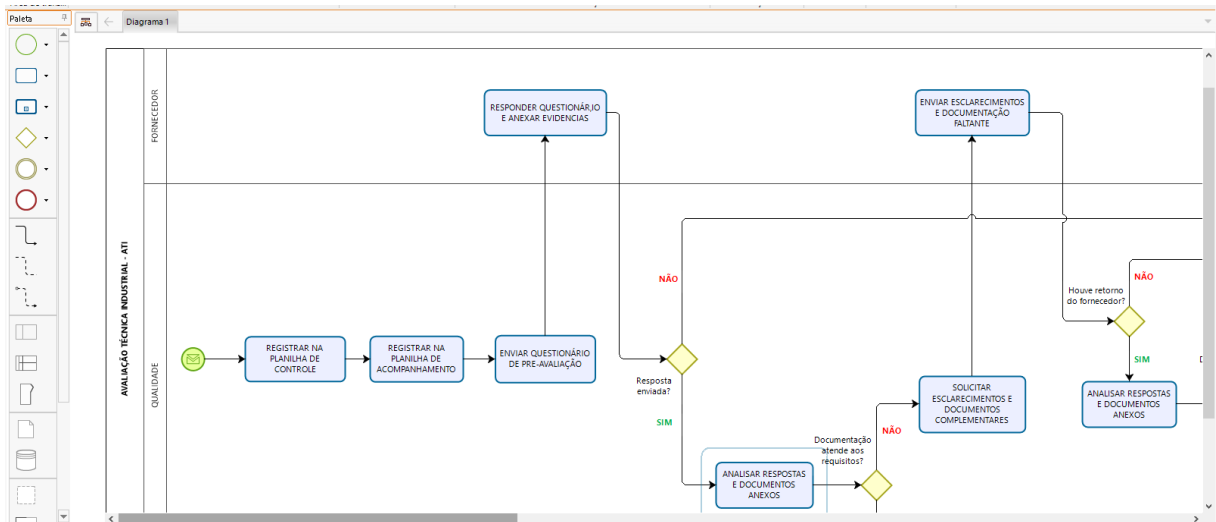 Paleta
Diagrama 1
AVALIAÇÃO TÉCNICA INDUSTRIAL - ATI
FORNECEDOR
RESPONDER QUESTIONÁR,IO
E ANEXAR EVIDENCIAS
ENVIAR ESCLARECIMENTOS
E DOCUMENTAÇÃO
FALTANTE
QUALIDADE
REGISTRAR NA
PLANILHA DE
CONTROLE
REGISTRAR NA
PLANILHA DE
ACOMPANHAMENTO
ENVIAR QUESTIONÁRIO
DE PRE-AVALIAÇÃO
NÃO
Resposta
enviada?
SIM
ANALISAR RESPOSTAS
E DOCUMENTOS
ANEXOS
Documentação
atende aos
requisitos?
NÃO
SOLICITAR
ESCLARECIMENTOS E
DOCUMENTOS
COMPLEMENTARES
Houve retorno
do fornecedor?
NÃO
SIM
ANALISAR RESPOSTAS
E DOCUMENTOS
ANEXOS